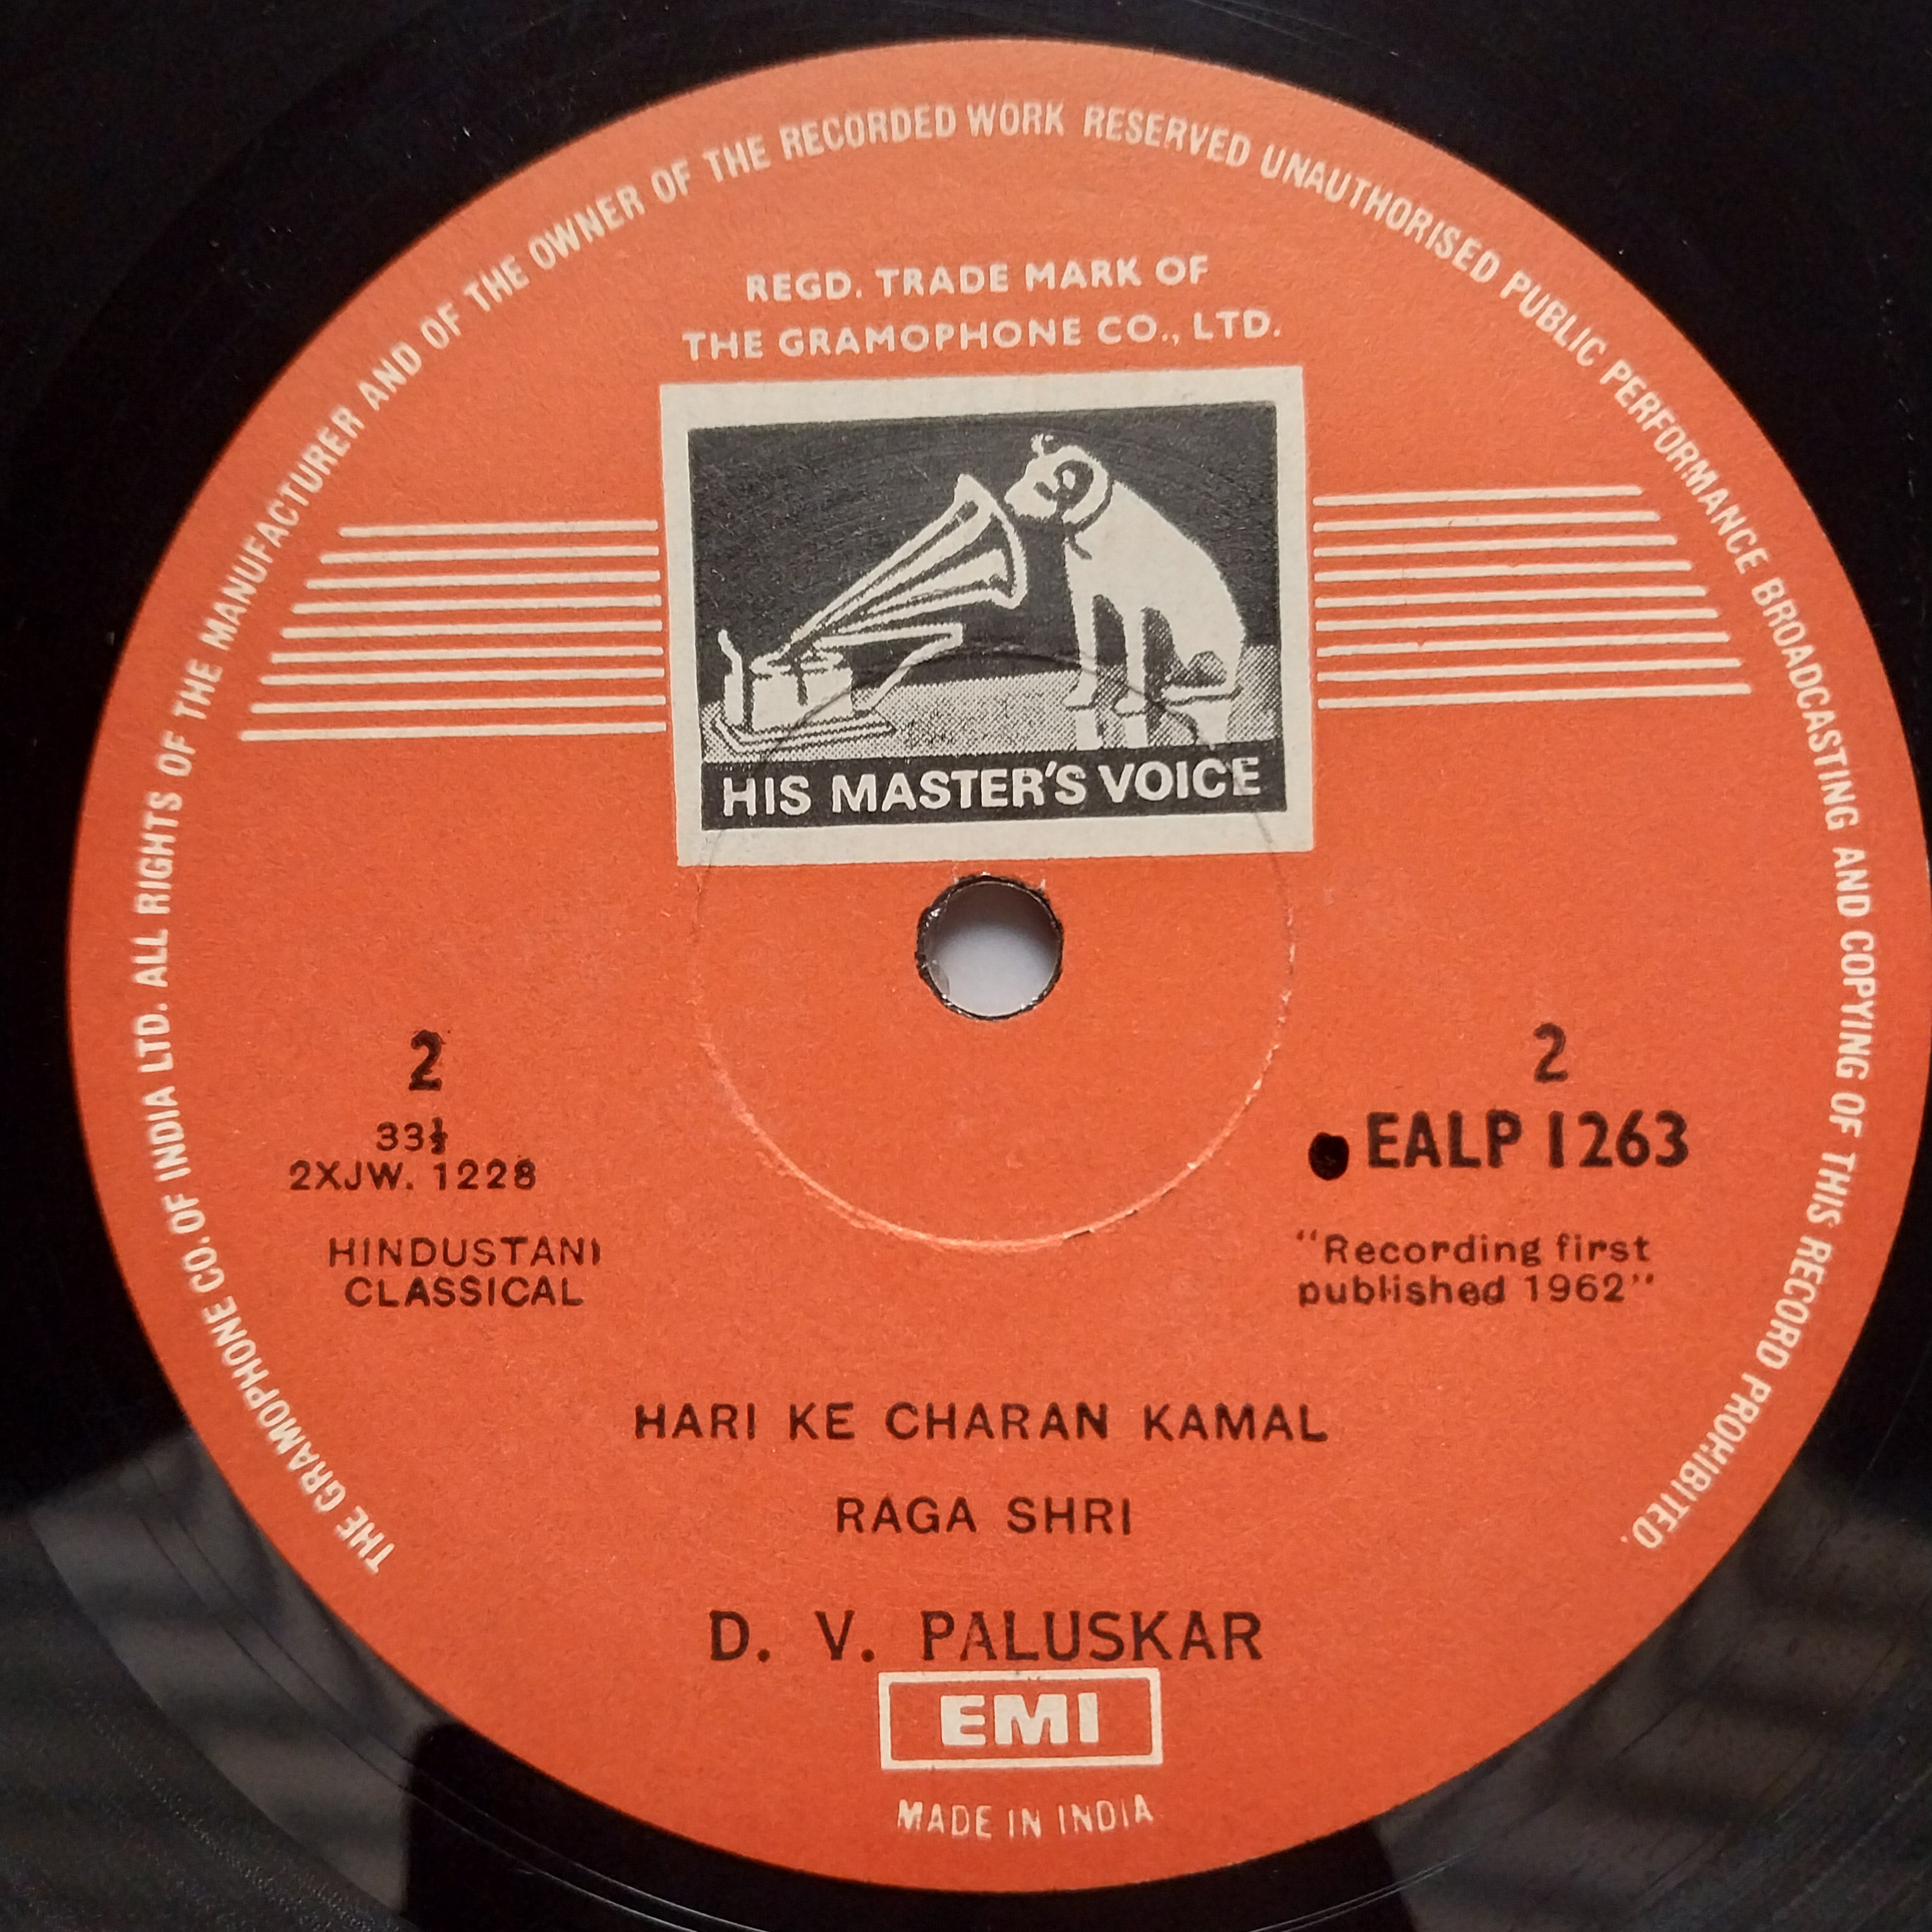 THE GRAMOPHONE CO. OF INDIA LTD. ALL RIGHTS OF THE MANUFACTURER AND OF THE OWNER OF THE RECORDED WORK RESERVED UNAUTHORISED PUBLIC PERFORMANCE BROADCASTING AND COPYING OF THIS RECORD PROHIBITED.
REGD. TRADE MARK OF
THE GRAMOPHONE CO., LTD.
HIS MASTER'S VOICE
2
33⅓
2XJW. 1228
HINDUSTANI
CLASSICAL
2
EALP 1263
"Recording first
published 1962"
HARI KE CHARAN KAMAL
RAGA SHRI
D. V. PALUSKAR
EMI
MADE IN INDIA